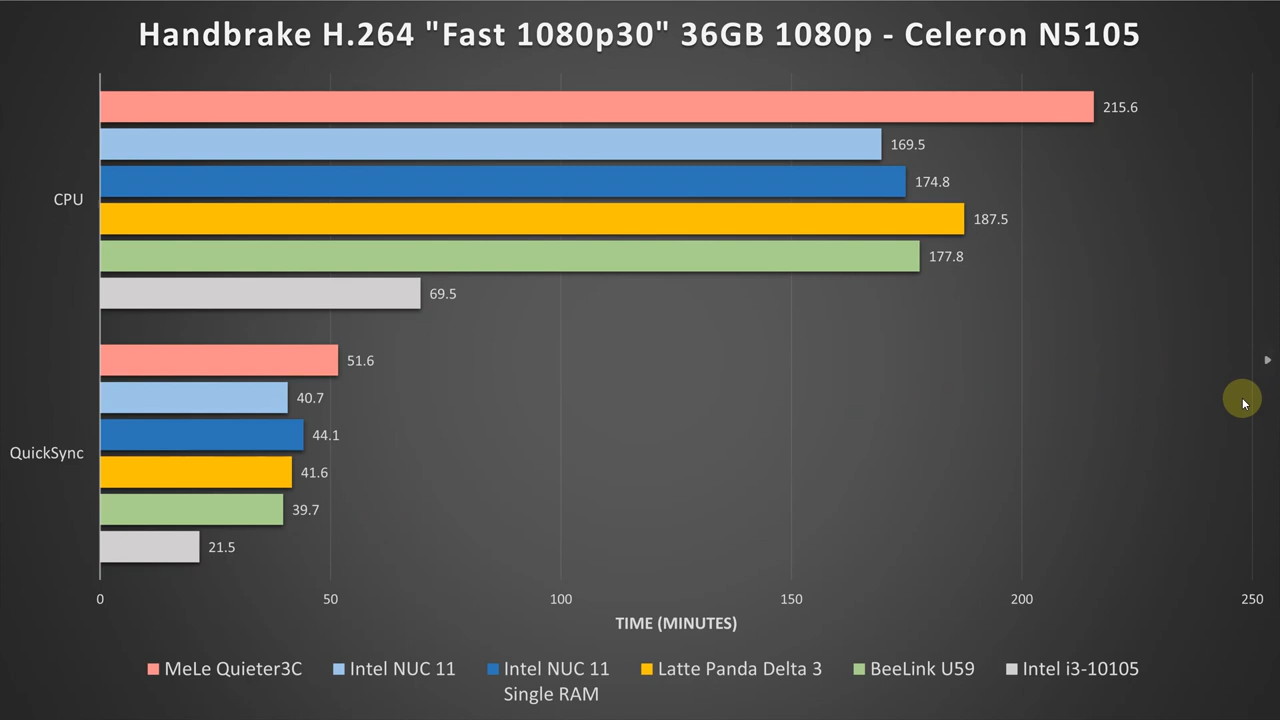 Handbrake H.264 "Fast 1080p30" 36GB 1080p - Celeron N5105
CPU
215.6
169.5
174.8
187.5
177.8
69.5
QuickSync
51.6
40.7
44.1
41.6
39.7
21.5
0 50 100 150 200 250
TIME (MINUTES)
MeLe Quieter3C Intel NUC 11 Intel NUC 11 Latte Panda Delta 3 BeeLink U59 Intel i3-10105
Single RAM